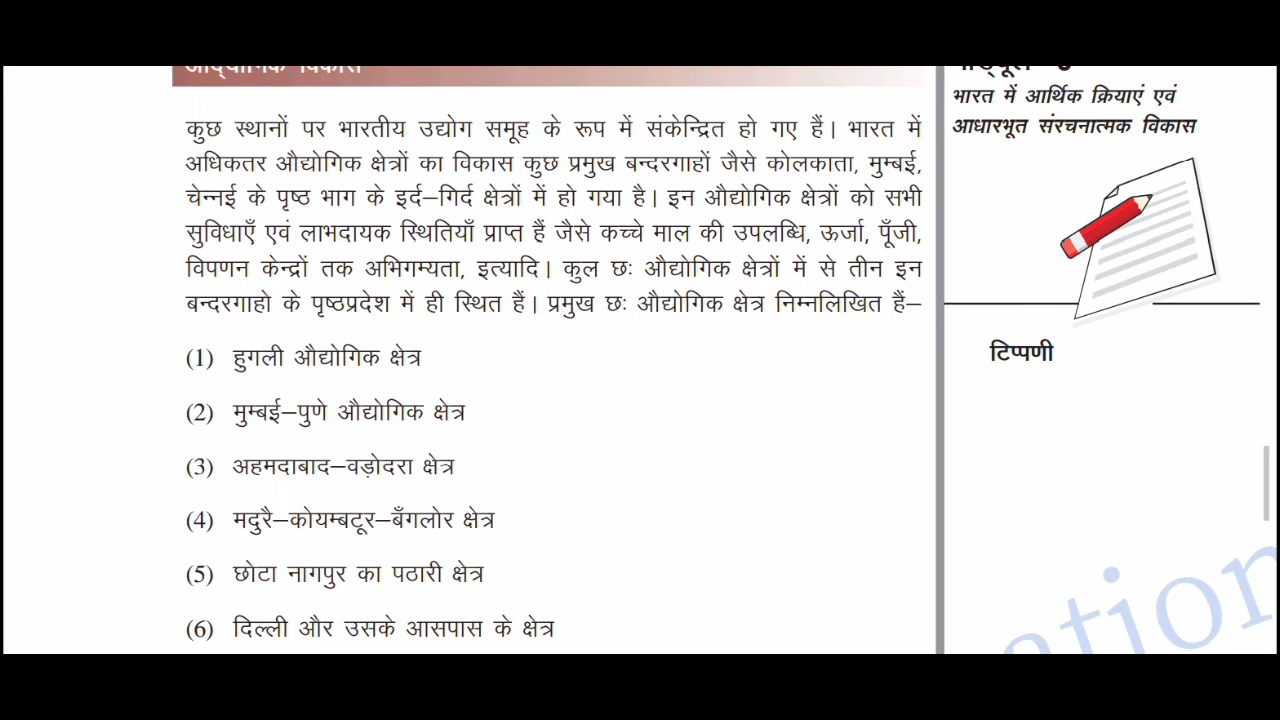 औद्योगिक विकास
कुछ स्थानों पर भारतीय उद्योग समूह के रूप में संकेन्द्रित हो गए हैं। भारत में
अधिकतर औद्योगिक क्षेत्रों का विकास कुछ प्रमुख बन्दरगाहों जैसे कोलकाता, मुम्बई,
चेन्नई के पृष्ठ भाग के इर्द–गिर्द क्षेत्रों में हो गया है। इन औद्योगिक क्षेत्रों को सभी
सुविधाएँ एवं लाभदायक स्थितियाँ प्राप्त हैं जैसे कच्चे माल की उपलब्धि, ऊर्जा, पूँजी,
विपणन केन्द्रों तक अभिगम्यता, इत्यादि। कुल छः औद्योगिक क्षेत्रों में से तीन इन
बन्दरगाहो के पृष्ठप्रदेश में ही स्थित हैं। प्रमुख छः औद्योगिक क्षेत्र निम्नलिखित हैं–
(1) हुगली औद्योगिक क्षेत्र
(2) मुम्बई–पुणे औद्योगिक क्षेत्र
(3) अहमदाबाद–वड़ोदरा क्षेत्र
(4) मदुरै–कोयम्बटूर–बँगलोर क्षेत्र
(5) छोटा नागपुर का पठारी क्षेत्र
(6) दिल्ली और उसके आसपास के क्षेत्र
भारत में आर्थिक क्रियाएं एवं
आधारभूत संरचनात्मक विकास
टिप्पणी
ation